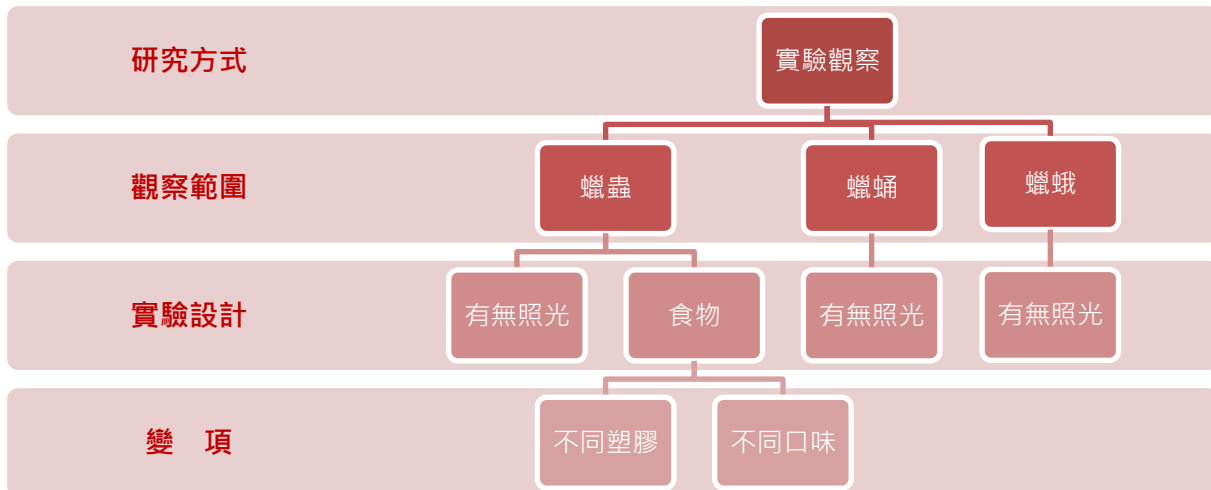 研究方式
實驗觀察
觀察範圍
蠟蟲
蠟蛹
蠟蛾
實驗設計
有無照光
食物
有無照光
有無照光
變 項
不同塑膠
不同口味